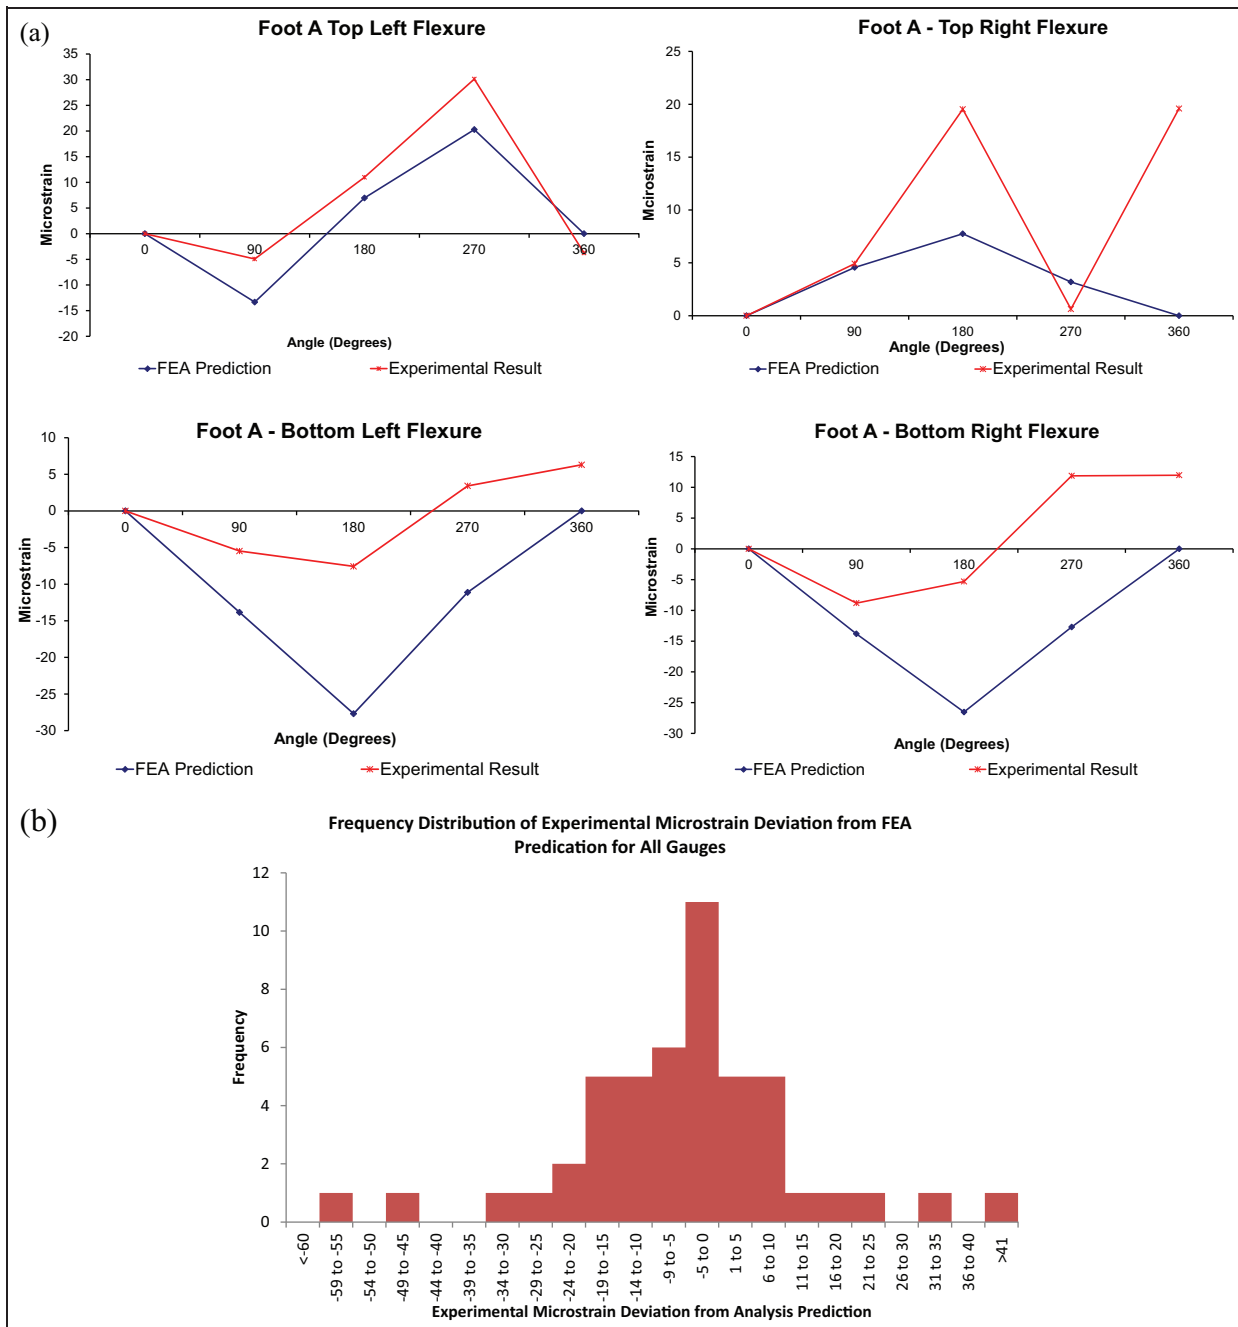 (a)
Foot A Top Left Flexure
35
30
25
20
15
10
5
0
-5
-10
-15
-20
Microstrain
0 90 180 270 360
Angle (Degrees)
FEA Prediction Experimental Result
Foot A - Top Right Flexure
25
20
15
10
5
0
Mcirostrain
0 90 180 270 360
Angle (Degrees)
FEA Prediction Experimental Result
Foot A - Bottom Left Flexure
10
5
0
-5
-10
-15
-20
-25
-30
Microstrain
0 90 180 270 360
Angle (Degrees)
FEA Prediction Experimental Result
Foot A - Bottom Right Flexure
15
10
5
0
-5
-10
-15
-20
-25
-30
Microstrain
0 90 180 270 360
Angle (Degrees)
FEA Prediction Experimental Result
(b)
Frequency Distribution of Experimental Microstrain Deviation from FEA
Predication for All Gauges
12
10
8
6
4
2
0
Frequency
<-60
-59 to -55
-54 to -50
-49 to -45
-44 to -40
-39 to -35
-34 to -30
-29 to -25
-24 to -20
-19 to -15
-14 to -10
-9 to -5
-5 to 0
1 to 5
6 to 10
11 to 15
16 to 20
21 to 25
26 to 30
31 to 35
36 to 40
>41
Experimental Microstrain Deviation from Analysis Prediction